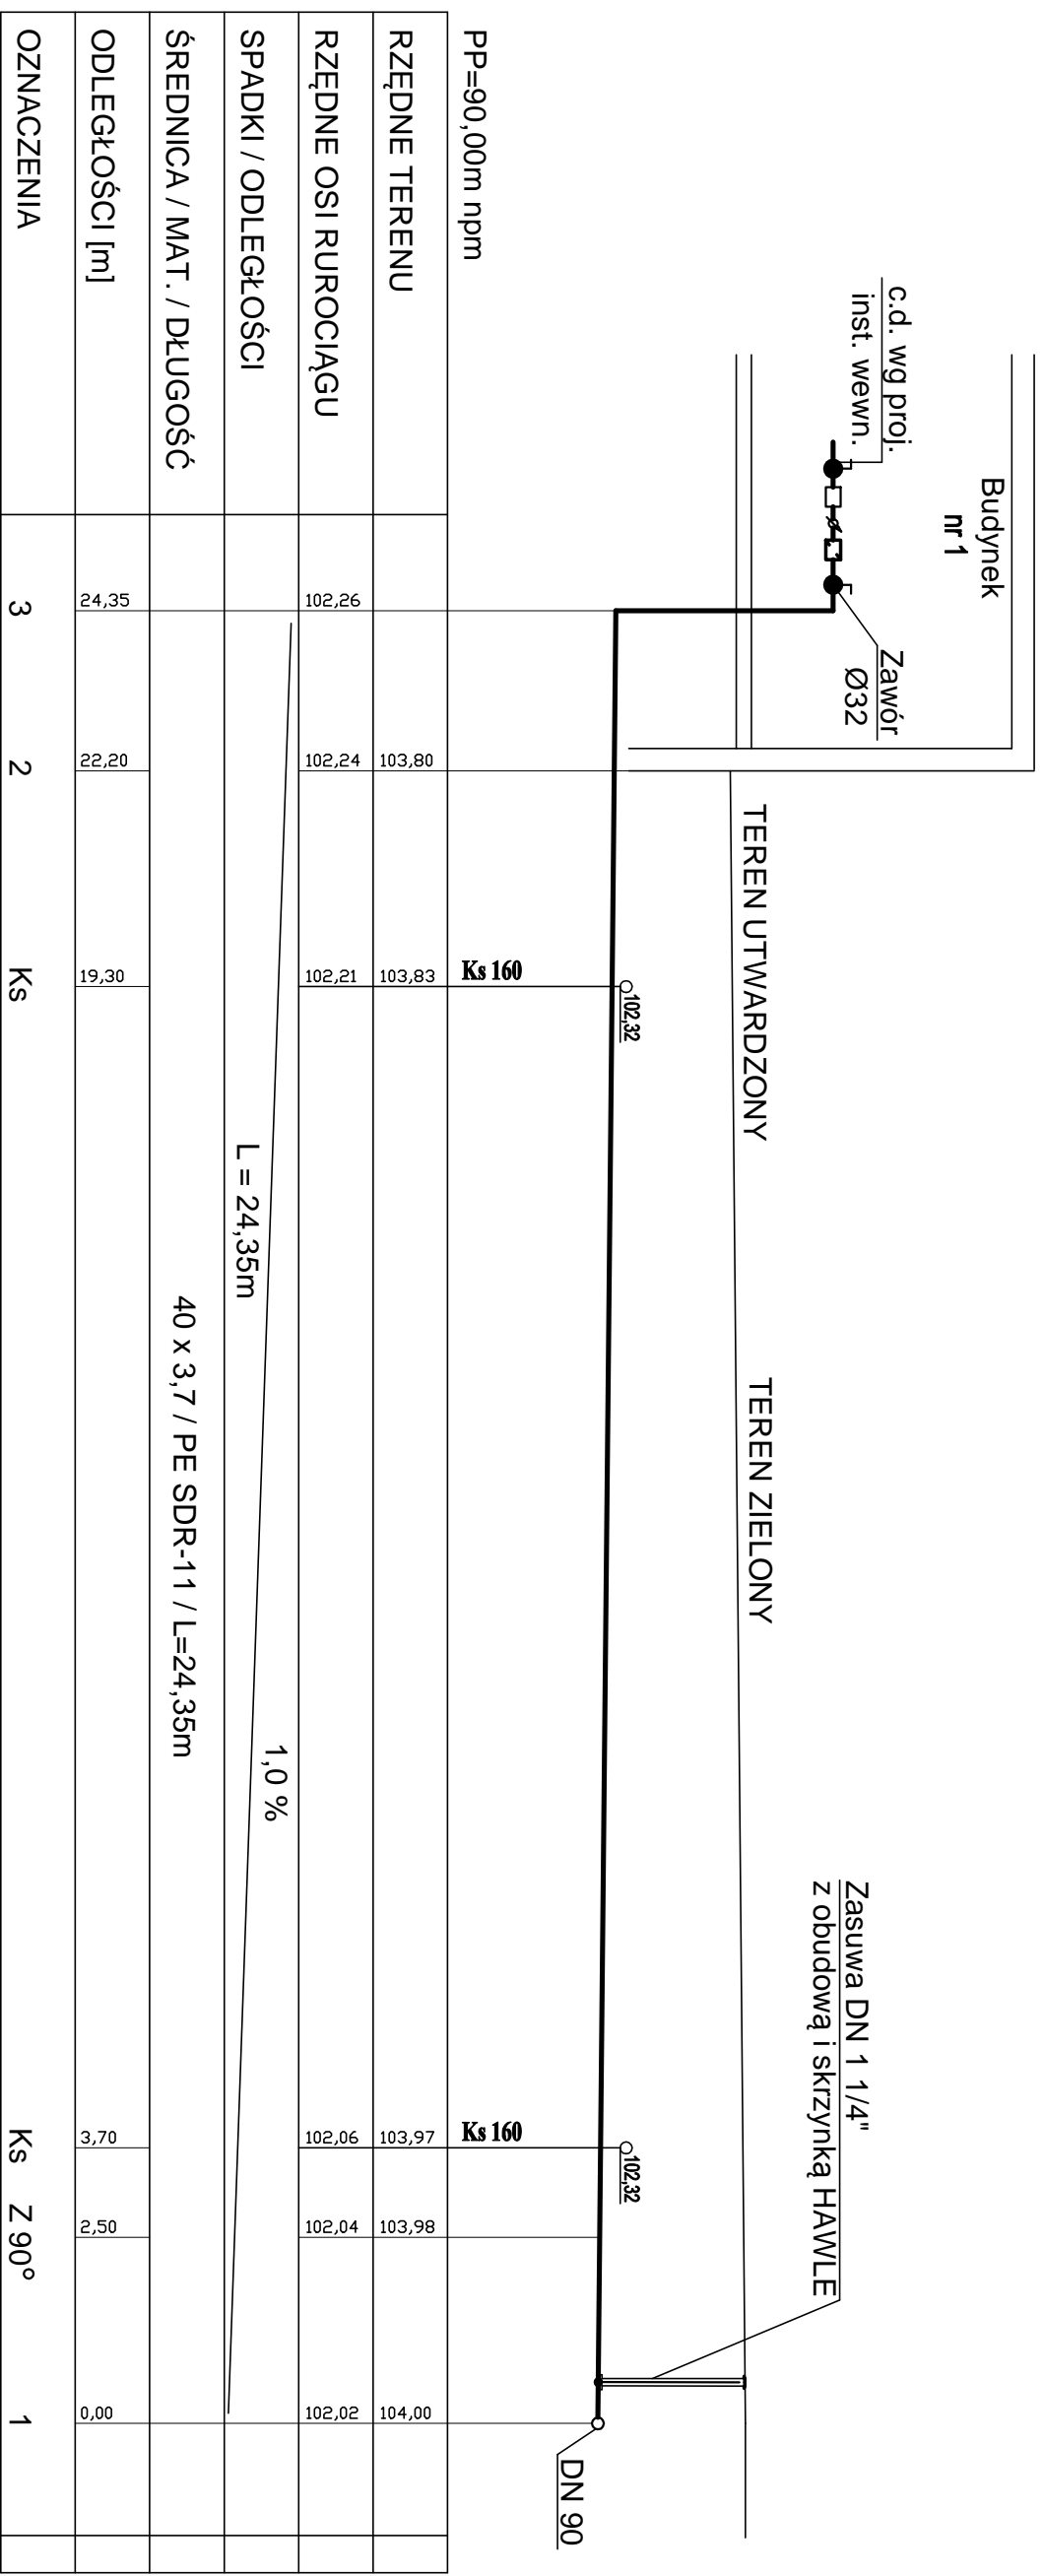 Budynek
nr 1
c.d. wg proj.
inst. wewn.
Zawór
Ø32
TEREN UTWARDZONY
TEREN ZIELONY
Zasuwa DN 1 1/4"
z obudową i skrzynką HAWLE
102,32
102,32
DN 90
PP=90,00m npm
Ks 160
Ks 160
RZĘDNE TERENU
103,80
103,83
103,97
103,98
104,00
RZĘDNE OSI RUROCIĄGU
102,26
102,24
102,21
102,06
102,04
102,02
SPADKI / ODLEGŁOŚCI
L = 24,35m
1,0 %
ŚREDNICA / MAT. / DŁUGOŚĆ
40 x 3,7 / PE SDR-11 / L=24,35m
ODLEGŁOŚCI [m]
24,35
22,20
19,30
3,70
2,50
0,00
OZNACZENIA
3
2
Ks
Ks
Z 90°
1